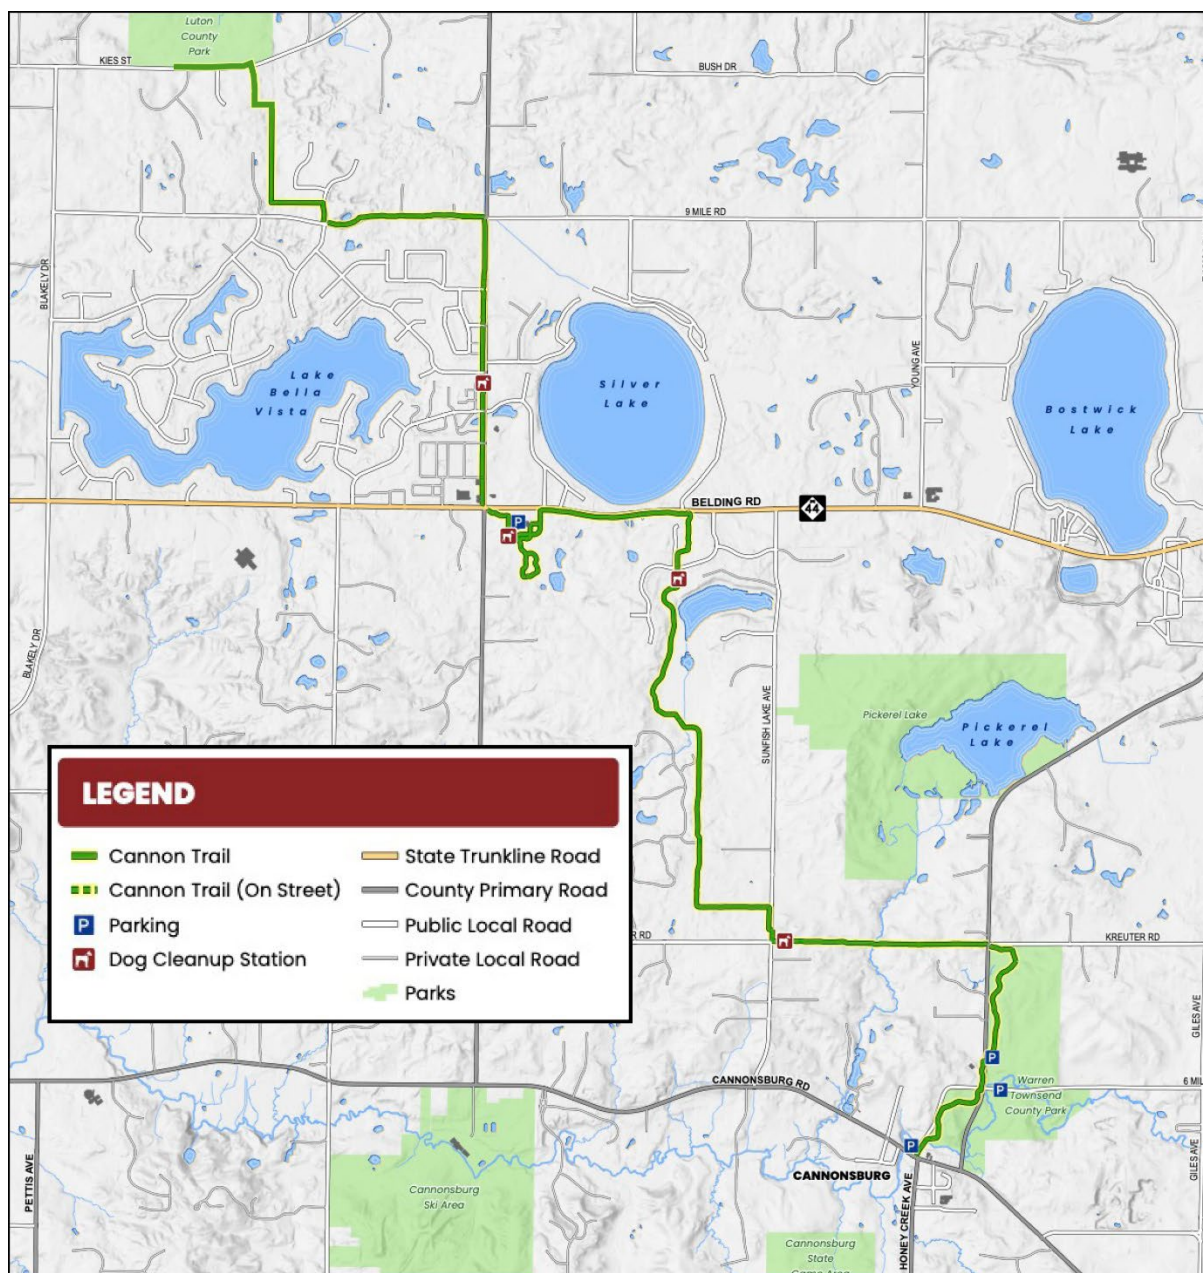 Luton
County
Park
KIES ST
BUSH DR
9 MILE RD
BLAKELY DR
YOUNG AVE
Lake
Bella
Vista
Silver
Lake
Bostwick
Lake
BELDING RD
44
P
BLAKELY DR
SUNFISH LAKE AVE
Pickerel Lake
Pickerel
Lake
LEGEND
Cannon Trail
Cannon Trail (On Street)
P Parking
Dog Cleanup Station
State Trunkline Road
County Primary Road
Public Local Road
Private Local Road
Parks
RD
KREUTER RD
GILES AVE
P
CANNONSBURG RD
P
Warren
Townsend
County Park
6 MI
P
CANNONSBURG
PETTIS AVE
Cannonsburg
Ski Area
HONEY CREEK AVE
GILES AVE
Cannonsburg
State
Game Area